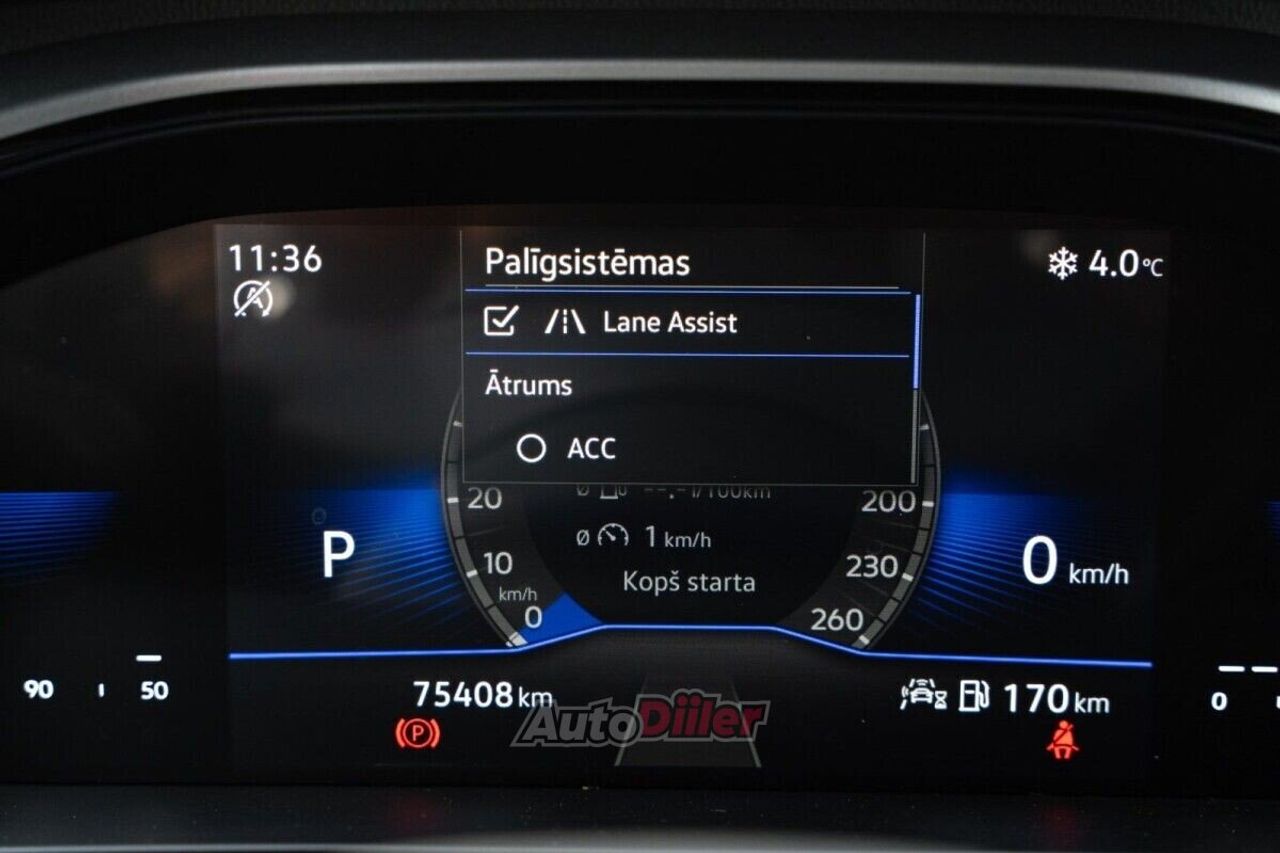 11:36
Palīgsistēmas
4.0°C
Lane Assist
Ātrums
ACC
Ø --.- l/100km
20
200
Ø 1 km/h
P
0 km/h
10
230
Kopš starta
km/h
0
260
90
50
75408 km
170 km
0
P
AutoDiiler